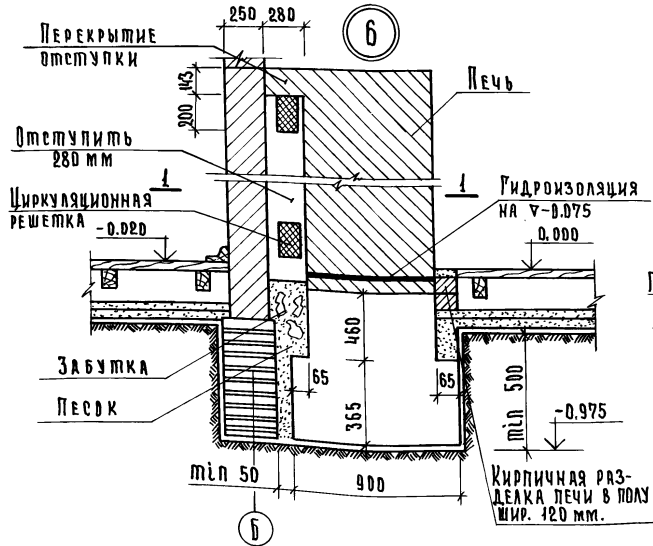 250 280
6
ПЕРЕКРЫТИЕ
ОТСТУПКИ
143
200
ПЕЧЬ
ОТСТУПИТЬ
280 ММ
1
1
ЦИРКУЛЯЦИОННАЯ
РЕШЕТКА
ГИДРОИЗОЛЯЦИЯ
НА ▽-0.075
-0.020
0.000
ЗАБУТКА
ПЕСОК
460
65
65
365
min 500
-0,975
min 50
900
Б
КИРПИЧНАЯ РАЗ-
ДЕЛКА ПЕЧИ В ПОЛУ
ШИР. 120 ММ.